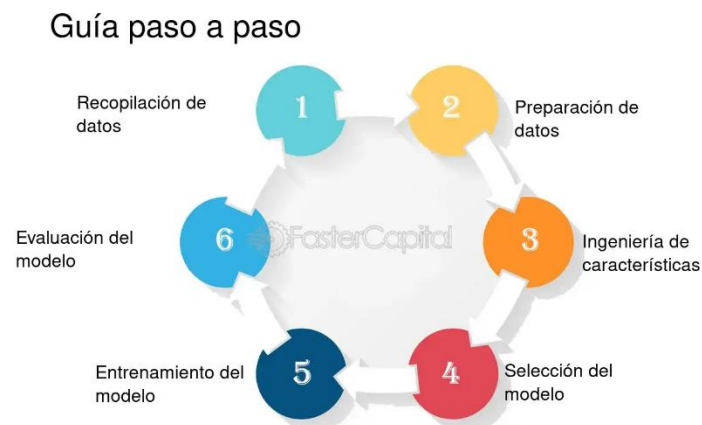 Guía paso a paso
1
Recopilación de
datos
2
Preparación de
datos
3
Ingeniería de
características
4
Selección del
modelo
5
Entrenamiento del
modelo
6
Evaluación del
modelo
FasterCapital